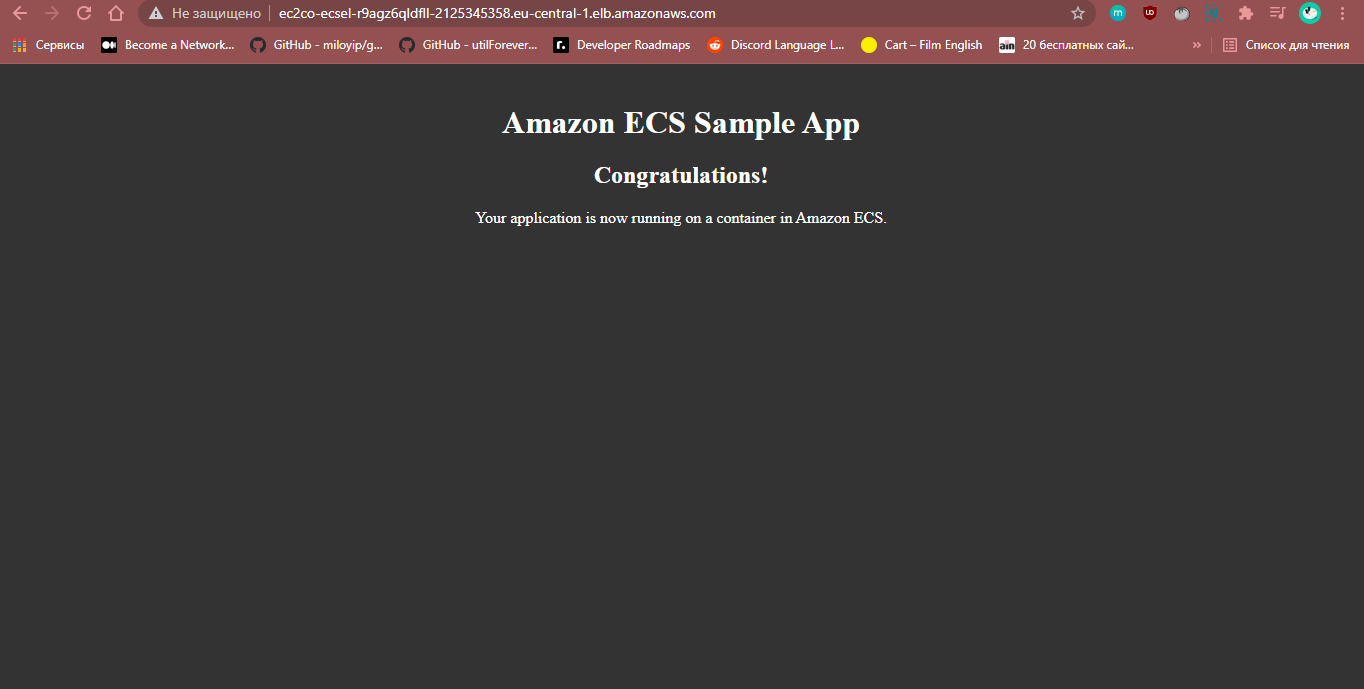 Не защищено ec2co-ecsel-r9agz6qldfll-2125345358.eu-central-1.elb.amazonaws.com
Сервисы Become a Network... GitHub - miloyip/g... GitHub - utilForever... Developer Roadmaps Discord Language L... Cart – Film English 20 бесплатных сай... » Список для чтения
Amazon ECS Sample App
Congratulations!
Your application is now running on a container in Amazon ECS.